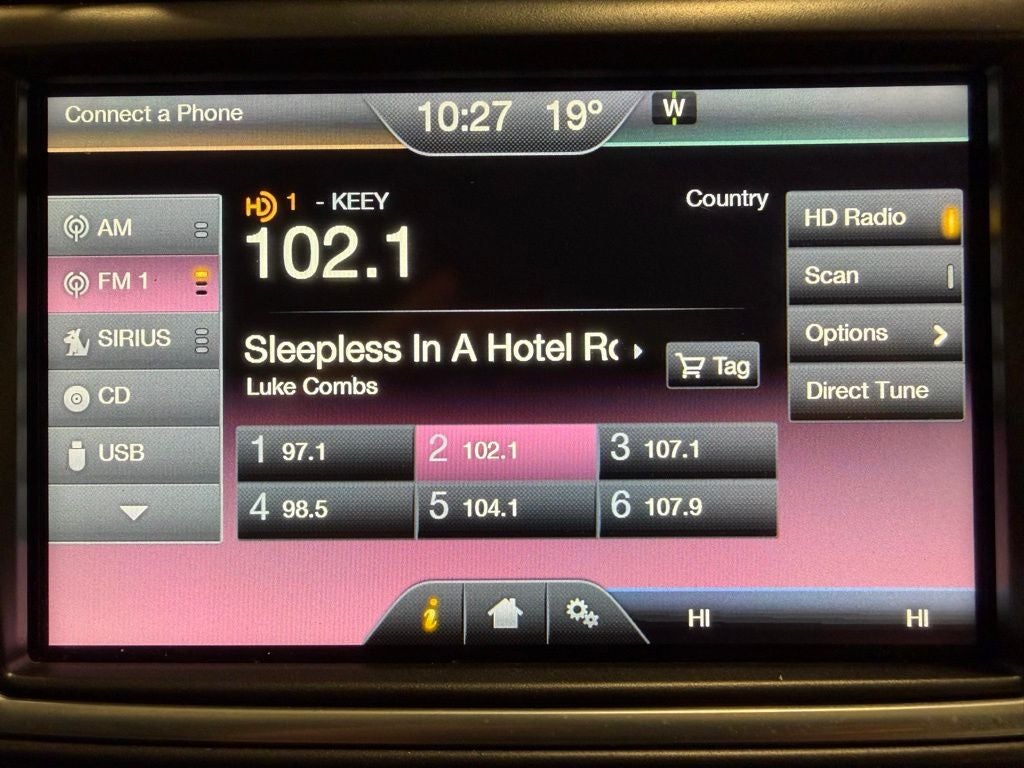 Connect a Phone
10:27 19° W
HD 1 - KEEY
Country
102.1
Sleepless In A Hotel Ro
Luke Combs
Tag
AM
FM 1
SIRIUS
CD
USB
HD Radio
Scan
Options
Direct Tune
1 97.1
2 102.1
3 107.1
4 98.5
5 104.1
6 107.9
i
HI HI